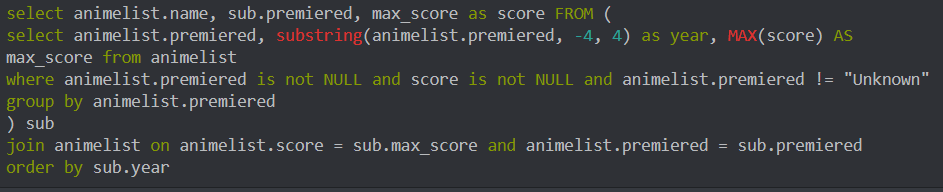 select animelist.name, sub.premiered, max_score as score FROM (
select animelist.premiered, substring(animelist.premiered, -4, 4) as year, MAX(score) AS
max_score from animelist
where animelist.premiered is not NULL and score is not NULL and animelist.premiered != "Unknown"
group by animelist.premiered
) sub
join animelist on animelist.score = sub.max_score and animelist.premiered = sub.premiered
order by sub.year